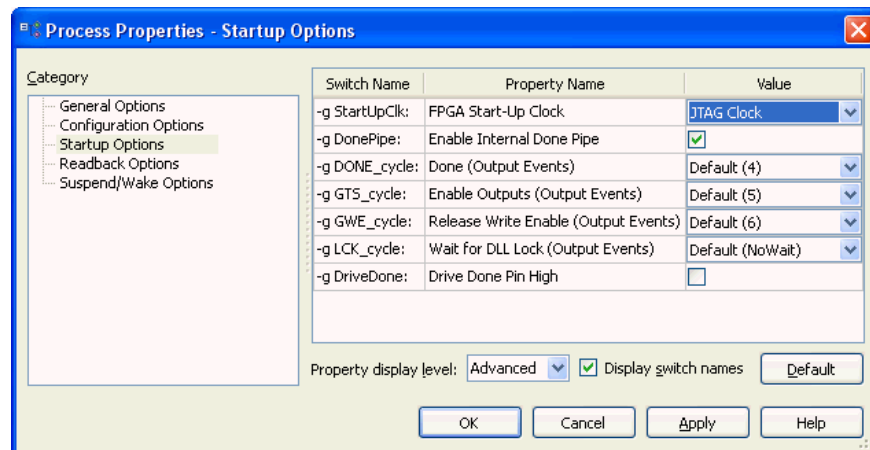 Process Properties - Startup Options
Category
General Options
Configuration Options
Startup Options
Readback Options
Suspend/Wake Options
Switch Name Property Name Value
-g StartUpClk: FPGA Start-Up Clock JTAG Clock
-g DonePipe: Enable Internal Done Pipe
-g DONE_cycle: Done (Output Events) Default (4)
-g GTS_cycle: Enable Outputs (Output Events) Default (5)
-g GWE_cycle: Release Write Enable (Output Events) Default (6)
-g LCK_cycle: Wait for DLL Lock (Output Events) Default (NoWait)
-g DriveDone: Drive Done Pin High
Property display level: Advanced Display switch names Default
OK Cancel Apply Help